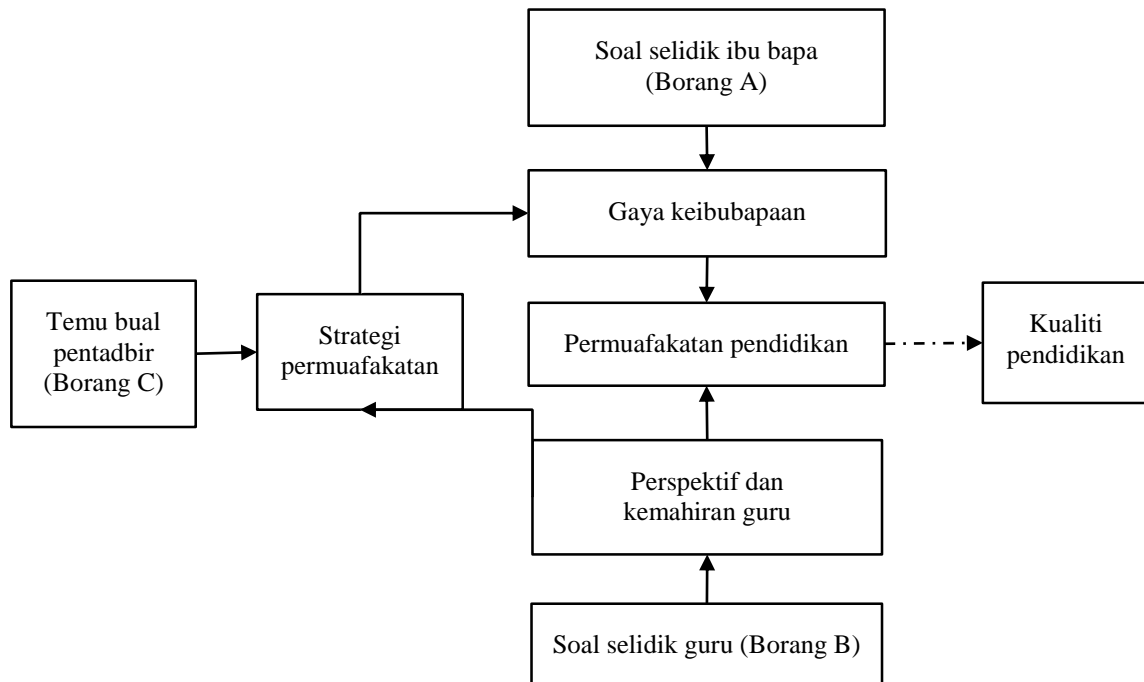 Soal selidik ibu bapa
(Borang A)
Gaya keibubapaan
Temu bual
pentadbir
(Borang C)
Strategi
permuafakatan
Permuafakatan pendidikan
Kualiti
pendidikan
Perspektif dan
kemahiran guru
Soal selidik guru (Borang B)